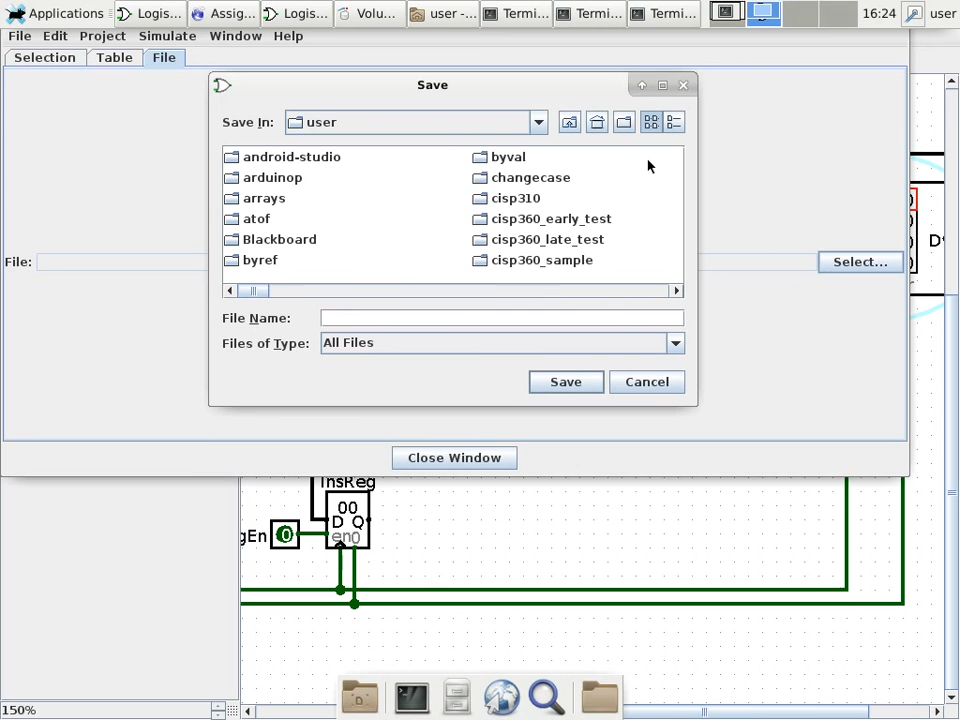 Applications Logis... Assig... Logis... Volu... user -... Termi... Termi... Termi... 16:24 user
File Edit Project Simulate Window Help
Selection Table File
Save
Save In: user
android-studio byval
arduinop changecase
arrays cisp310
atof cisp360_early_test
Blackboard cisp360_late_test
byref cisp360_sample
File: Select...
File Name:
Files of Type: All Files
Save Cancel
Close Window
InsReg
00
D Q
gEn 0 en0
150%